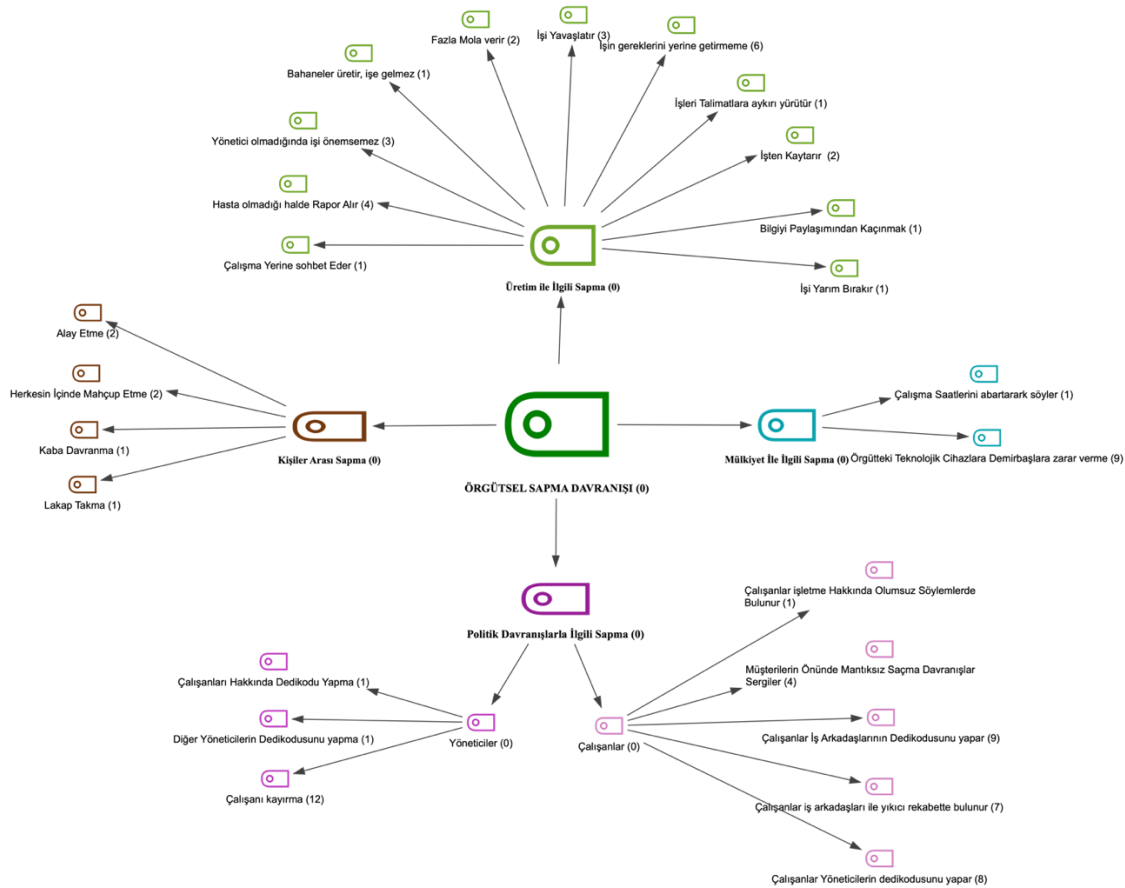 İşi Yavaşlatır (3)
Fazla Mola verir (2)
İşin gereklerini yerine getirmeme (6)
Bahaneler üretir, işe gelmez (1)
İşleri Talimatlara aykırı yürütür (1)
Yönetici olmadığında işi önemsemez (3)
İşten Kaytarır (2)
Hasta olmadığı halde Rapor Alır (4)
Bilgiyi Paylaşımından Kaçınmak (1)
Çalışma Yerine sohbet Eder (1)
İşi Yarım Bırakır (1)
Üretim ile İlgili Sapma (0)
Alay Etme (2)
Herkesin İçinde Mahçup Etme (2)
Kaba Davranma (1)
Lakap Takma (1)
Kişiler Arası Sapma (0)
ÖRGÜTSEL SAPMA DAVRANIŞI (0)
Çalışma Saatlerini abartarark söyler (1)
Mülkiyet İle İlgili Sapma (0)
Örgütteki Teknolojik Cihazlara Demirbaşlara zarar verme (9)
Politik Davranışlarla İlgili Sapma (0)
Çalışanları Hakkında Dedikodu Yapma (1)
Diğer Yöneticilerin Dedikodusunu yapma (1)
Yöneticiler (0)
Çalışanı kayırma (12)
Çalışanlar (0)
Çalışanlar işletme Hakkında Olumsuz Söylemlerde
Bulunur (1)
Müşterilerin Önünde Mantıksız Saçma Davranışlar
Sergiler (4)
Çalışanlar İş Arkadaşlarının Dedikodusunu yapar (9)
Çalışanlar iş arkadaşları ile yıkıcı rekabette bulunur (7)
Çalışanlar Yöneticilerin dedikodusunu yapar (8)